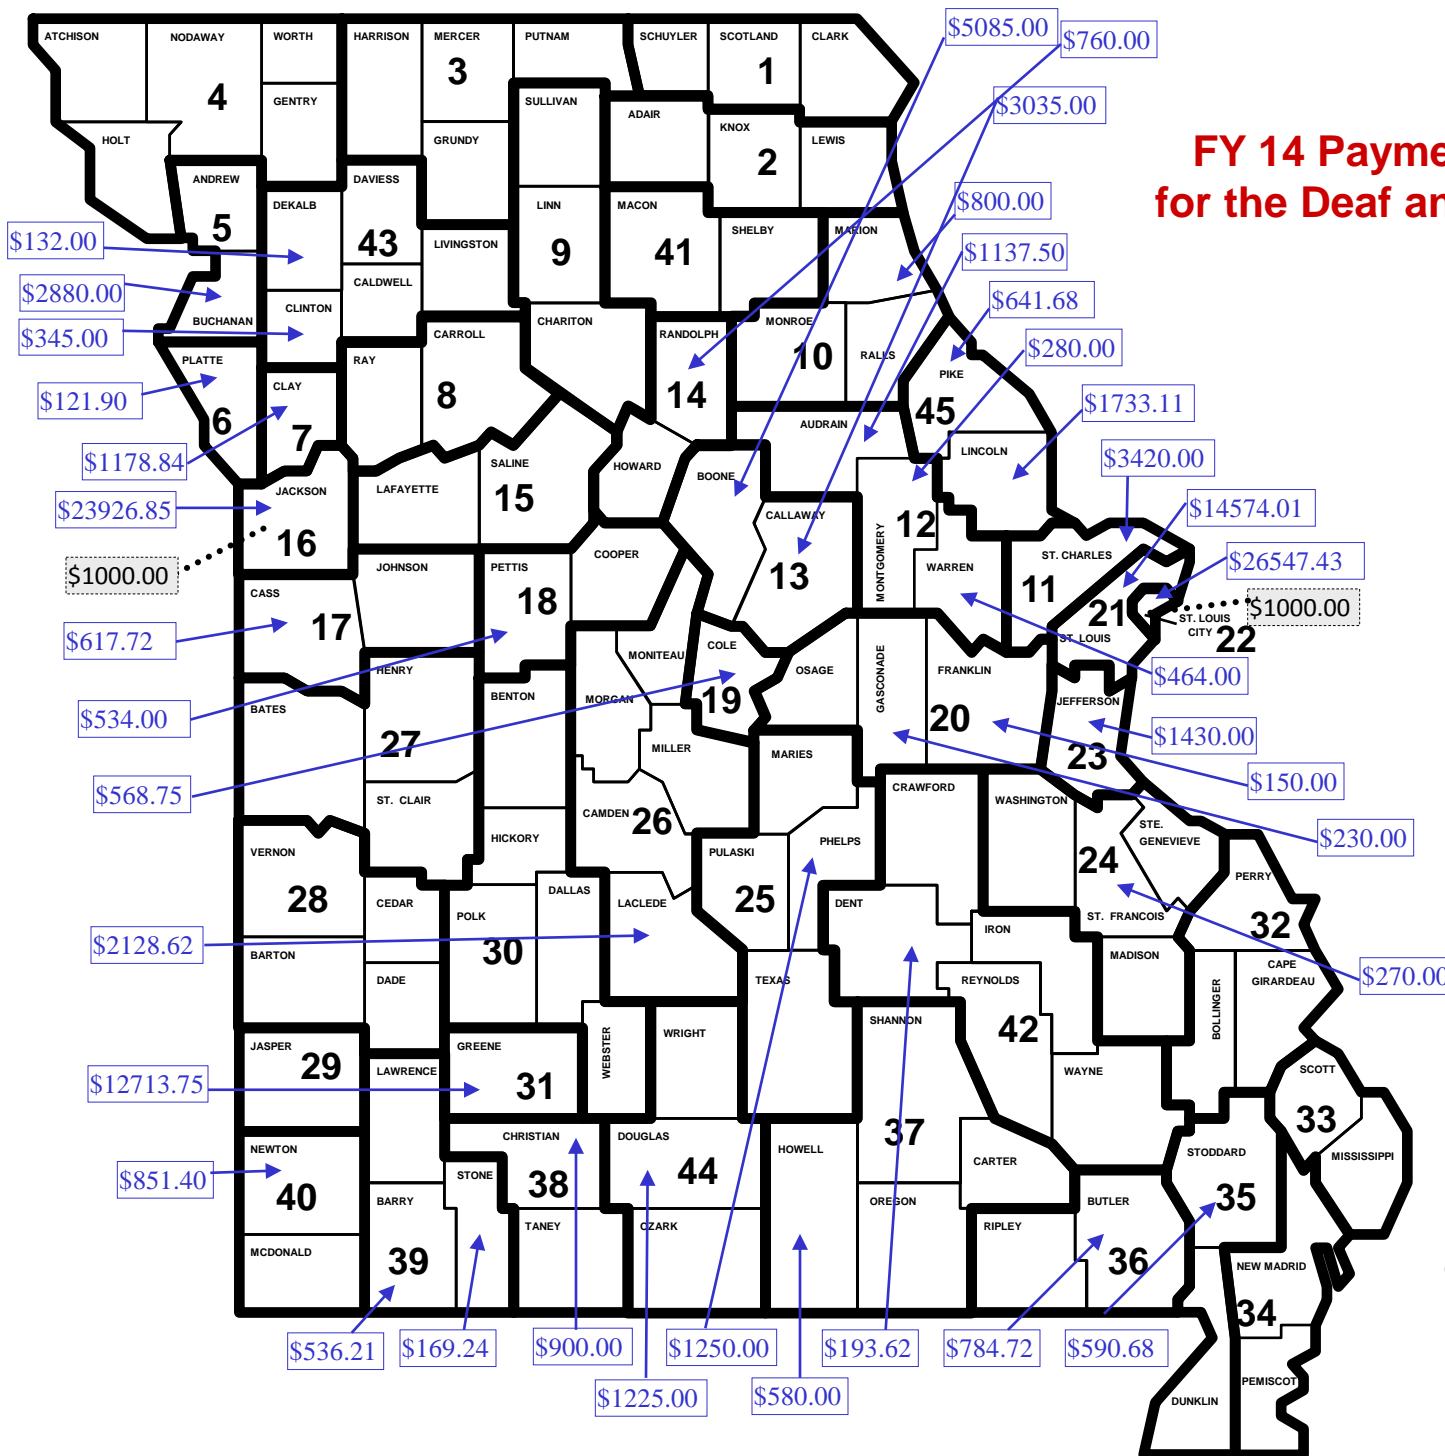 $5085.00
$760.00
ATCHISON
NODAWAY
WORTH
HARRISON
MERCER
PUTNAM
SCHUYLER
SCOTLAND
CLARK
3
1
4
GENTRY
SULLIVAN
$3035.00
ADAIR
KNOX
HOLT
GRUNDY
LEWIS
FY 14 Payme
2
ANDREW
DAVIESS
for the Deaf an
DEKALB
LINN
MACON
$800.00
5
SHELBY
MARION
$132.00
43
LIVINGSTON
9
41
$1137.50
CALDWELL
$2880.00
CLINTON
$641.68
BUCHANAN
CHARITON
MONROE
$345.00
CARROLL
RANDOLPH
$280.00
PLATTE
RAY
10
RALLS
PIKE
CLAY
$121.90
8
14
45
$1733.11
6
AUDRAIN
7
LINCOLN
$1178.84
SALINE
HOWARD
BOONE
$3420.00
JACKSON
LAFAYETTE
15
$23926.85
CALLAWAY
12
$14574.01
16
COOPER
MONTGOMERY
ST. CHARLES
$26547.43
$1000.00
JOHNSON
PETTIS
13
WARREN
11
CASS
18
21
$1000.00
17
ST. LOUIS
CITY
22
$617.72
COLE
ST. LOUIS
MONITEAU
HENRY
OSAGE
GASCONADE
FRANKLIN
$464.00
BENTON
MORGAN
19
JEFFERSON
BATES
20
$534.00
$1430.00
27
MILLER
MARIES
23
$150.00
$568.75
ST. CLAIR
CRAWFORD
WASHINGTON
CAMDEN
26
STE.
GENEVIEVE
HICKORY
PHELPS
$230.00
VERNON
PULASKI
24
PERRY
28
CEDAR
DALLAS
LACLEDE
25
DENT
POLK
ST. FRANCOIS
32
$2128.62
30
IRON
BARTON
MADISON
CAPE
GIRARDEAU
$270.00
DADE
TEXAS
REYNOLDS
BOLLINGER
SHANNON
42
JASPER
GREENE
WEBSTER
WRIGHT
29
LAWRENCE
WAYNE
SCOTT
$12713.75
31
33
CHRISTIAN
DOUGLAS
37
NEWTON
HOWELL
STODDARD
MISSISSIPPI
$851.40
STONE
CARTER
40
38
44
35
BARRY
OREGON
BUTLER
TANEY
OZARK
RIPLEY
MCDONALD
39
36
NEW MADRID
34
$536.21
$169.24
$900.00
$1250.00
$193.62
$784.72
$590.68
PEMISCOT
$1225.00
$580.00
DUNKLIN